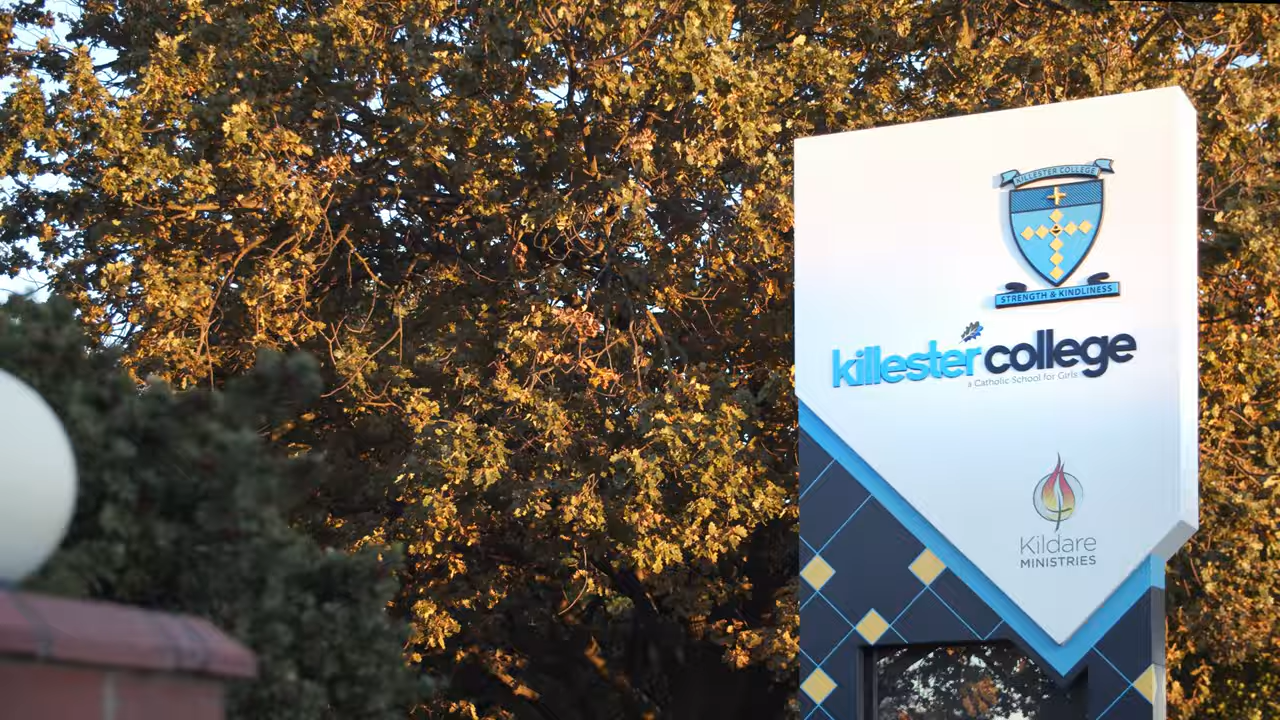 KILLESTER COLLEGE
STRENGTH & KINDLINESS
killester college
a Catholic School for Girls
Kildare
MINISTRIES